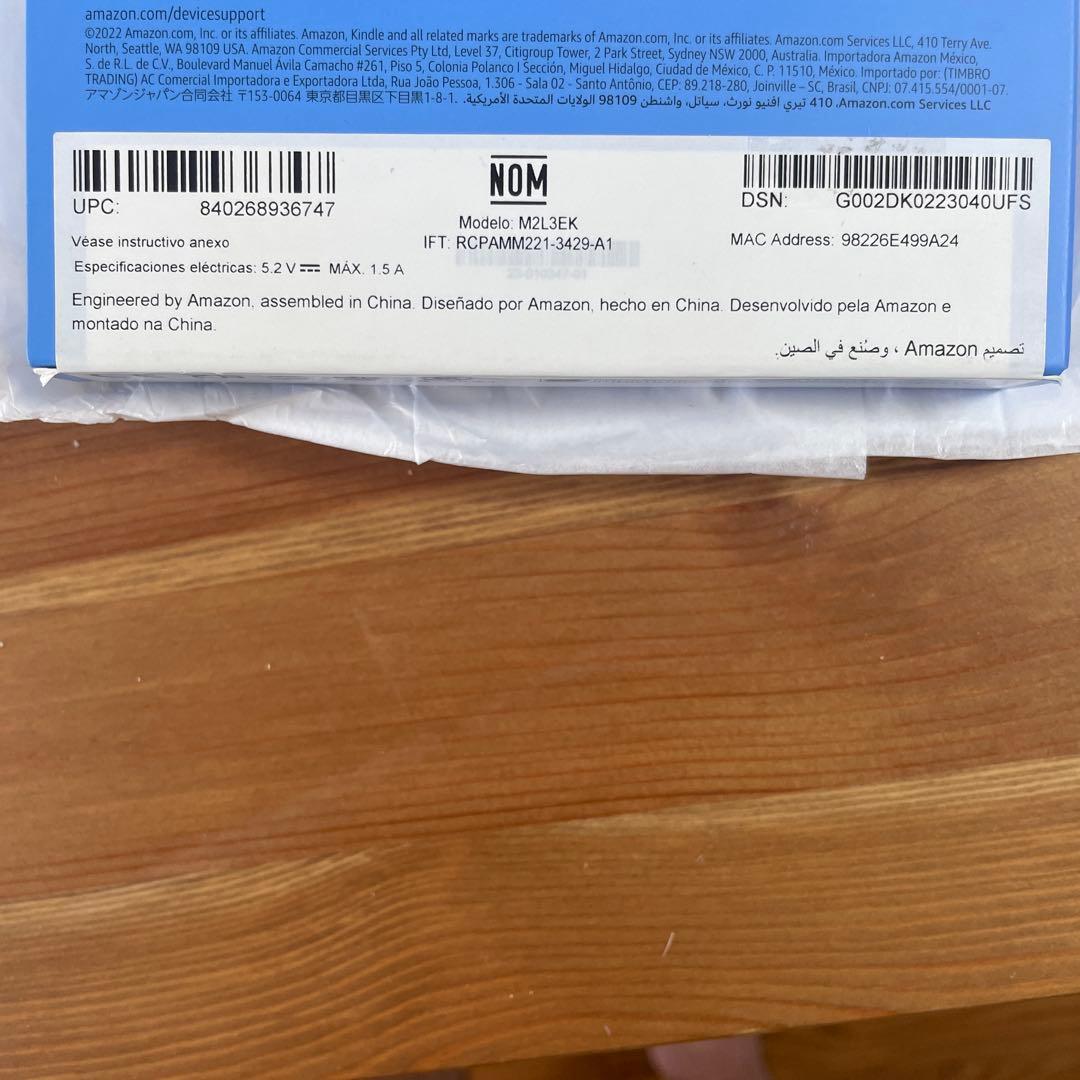 amazon.com/devicesupport
©2022 Amazon.com, Inc. or its affiliates. Amazon, Kindle and all related marks are trademarks of Amazon.com, Inc. or its affiliates. Amazon.com Services LLC, 410 Terry Ave.
North, Seattle, WA 98109 USA. Amazon Commercial Services Pty Ltd, Level 37, Citigroup Tower, 2 Park Street, Sydney NSW 2000, Australia. Importadora Amazon México,
S. de R.L. de C.V., Boulevard Manuel Ávila Camacho #261, Piso 5, Colonia Polanco I Sección, Miguel Hidalgo, Ciudad de México, C. P. 11510, México. Importado por: (TIMBRO
TRADING) AC Comercial Importadora e Exportadora Ltda, Rua João Pessoa, 1.306 - Sala 02 - Santo Antônio, CEP: 89.218-280, Joinville – SC, Brasil, CNPJ: 07.415.554/0001-07.
アマゾンジャパン合同会社 〒153-0064 東京都目黒区下目黒1-8-1. Amazon.com Services LLC، 410 تيري افنيو نورث، سياتل، واشنطن 98109 الولايات المتحدة الأمريكية.
UPC: 840268936747
NOM
DSN: G002DK0223040UFS
Modelo: M2L3EK
Véase instructivo anexo
IFT: RCPAMM221-3429-A1
MAC Address: 98226E499A24
Especificaciones eléctricas: 5.2 V ⎓ MÁX. 1.5 A
23-010347-01
Engineered by Amazon, assembled in China. Diseñado por Amazon, hecho en China. Desenvolvido pela Amazon e
montado na China.
تصميم Amazon ، وصُنع في الصين.